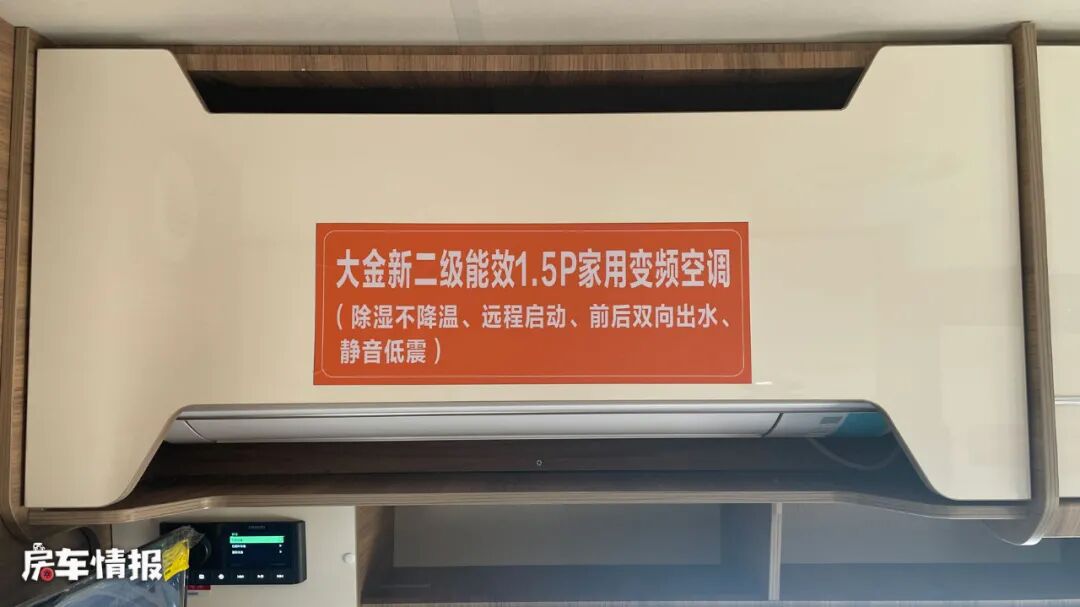 大金新二级能效1.5P家用变频空调
（除湿不降温、远程启动、前后双向出水、
静音低震）
房车情报